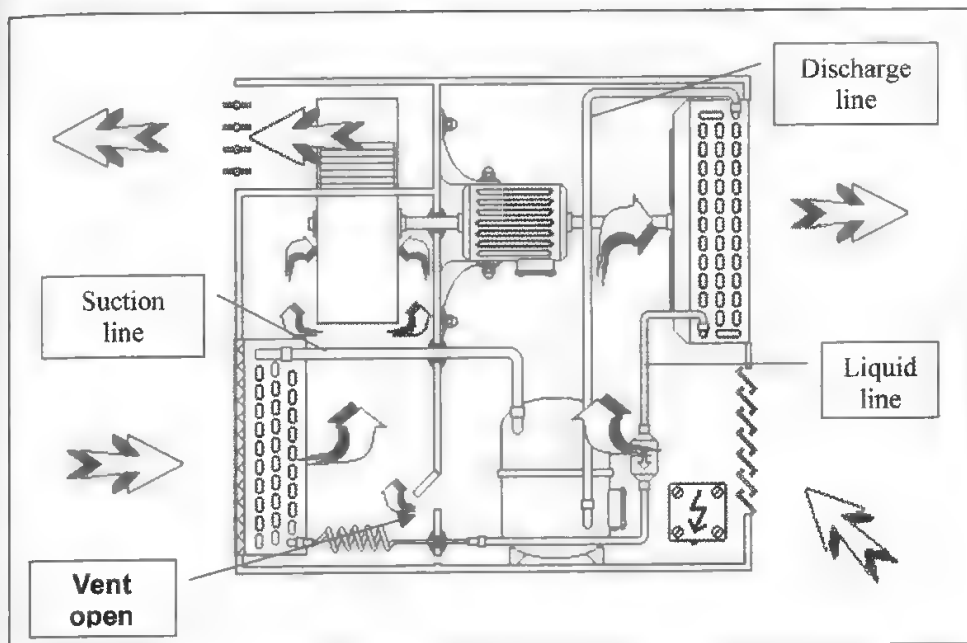 Discharge
line
Suction
line
Liquid
line
Vent
open